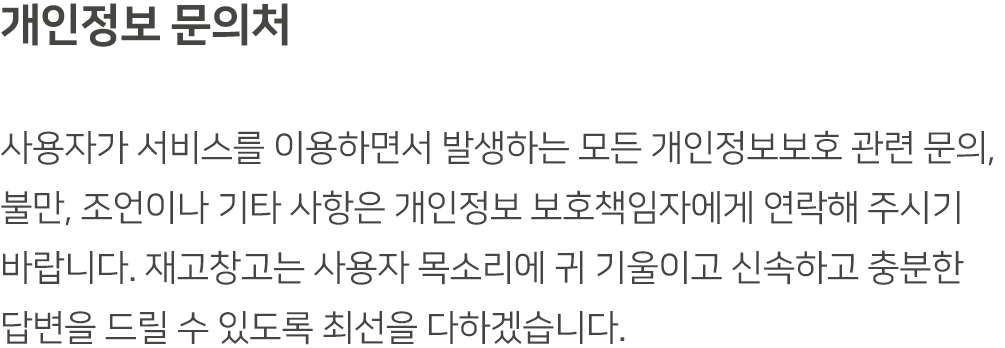 개인정보 문의처
사용자가 서비스를 이용하면서 발생하는 모든 개인정보보호 관련 문의,
불만, 조언이나 기타 사항은 개인정보 보호책임자에게 연락해 주시기
바랍니다. 재고창고는 사용자 목소리에 귀 기울이고 신속하고 충분한
답변을 드릴 수 있도록 최선을 다하겠습니다.